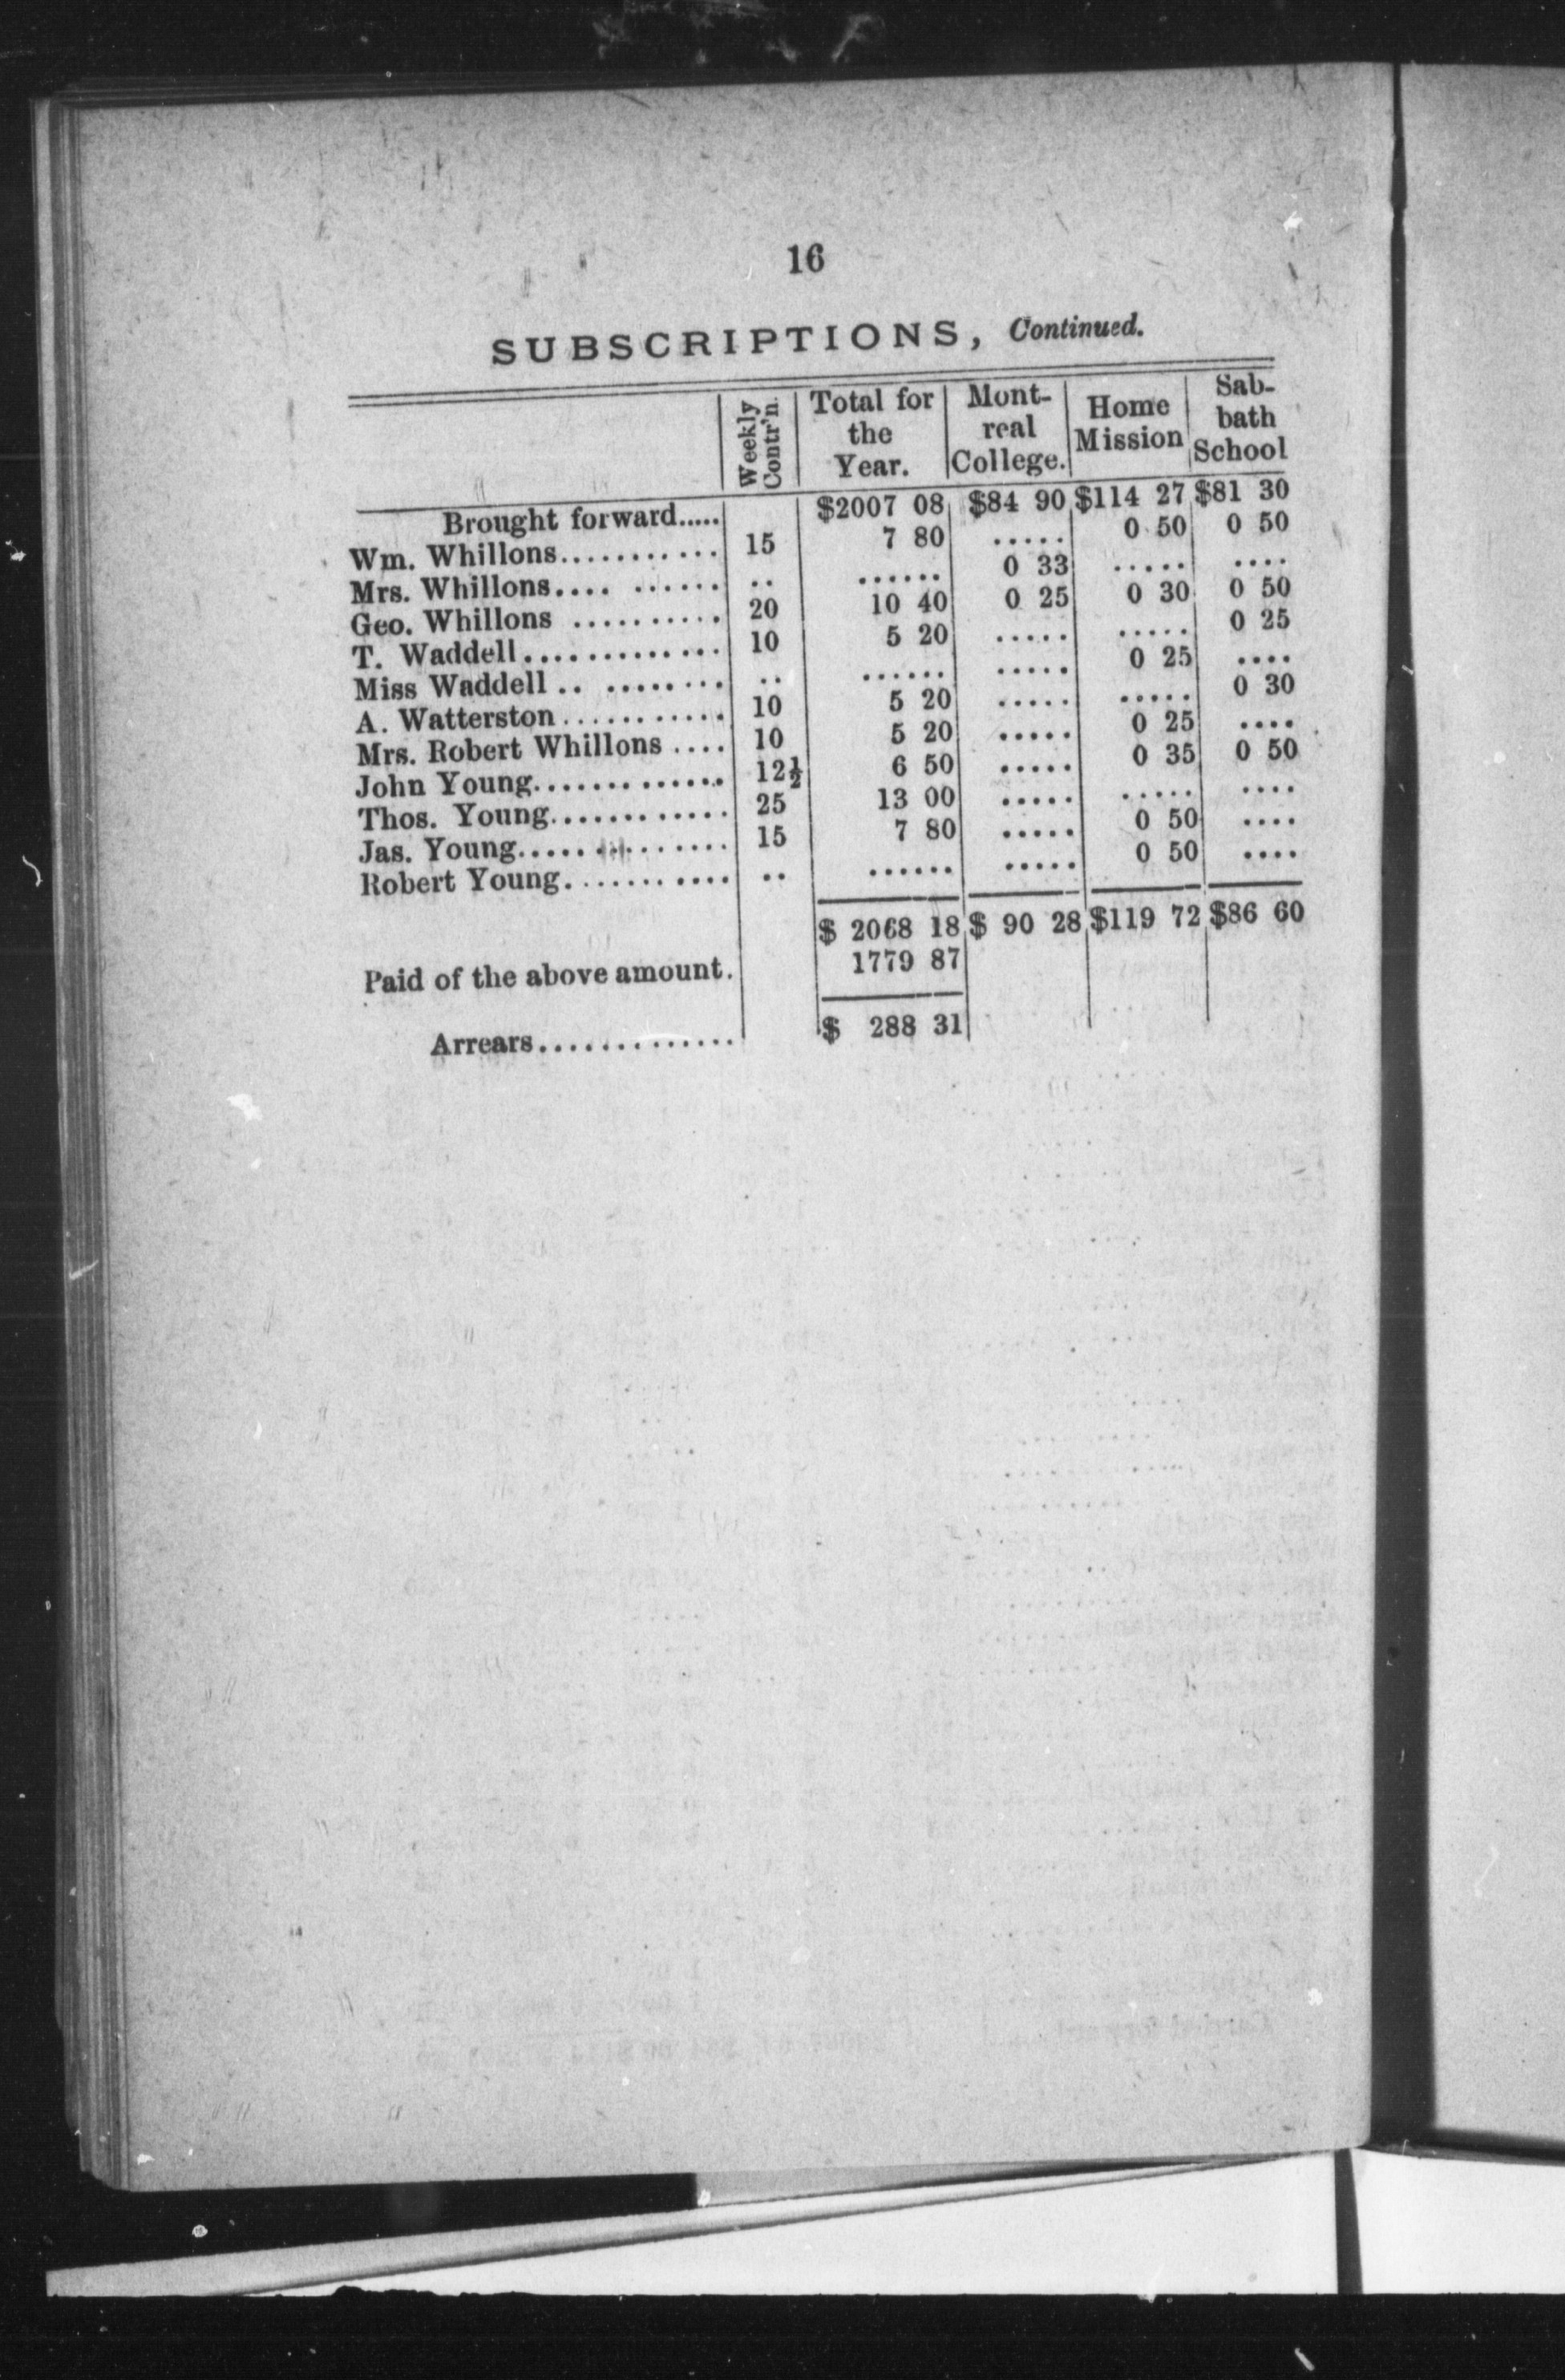 16
SUBSCRIPTIONS, Continued.
Weekly Contr'n. | Total for the Year. | Mont-real College. | Home Mission | Sab-bath School
Brought forward..... $2007 08 $84 90 $114 27 $81 30
Wm. Whillons........... 15 7 80 ..... 0 50 0 50
Mrs. Whillons.... ...... .. ...... 0 33 ..... ....
Geo. Whillons .......... 20 10 40 0 25 0 30 0 50
T. Waddell............. 10 5 20 ..... ..... 0 25
Miss Waddell .. ......... .. ...... ..... 0 25 ....
A. Watterston........... 10 5 20 ..... ..... 0 30
Mrs. Robert Whillons .... 10 5 20 ..... 0 25 ....
John Young............. 12½ 6 50 ..... 0 35 0 50
Thos. Young............ 25 13 00 ..... ..... ....
Jas. Young.............. 15 7 80 ..... 0 50 ....
Robert Young........... .. ...... ..... 0 50 ....
$ 2068 18 $ 90 28 $119 72 $86 60
Paid of the above amount. 1779 87
Arrears............. $ 288 31